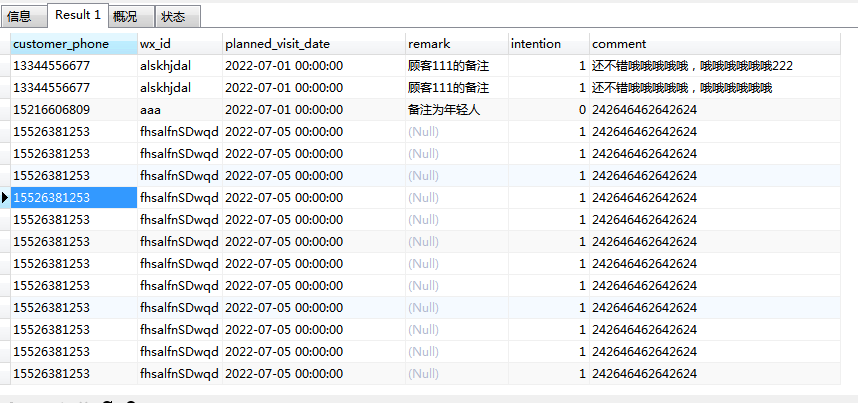 信息 Result 1 概况 状态
customer_phone wx_id planned_visit_date remark intention comment
13344556677 alskhjdal 2022-07-01 00:00:00 顾客111的备注 1 还不错哦哦哦哦哦，哦哦哦哦哦哦222
13344556677 alskhjdal 2022-07-01 00:00:00 顾客111的备注 1 还不错哦哦哦哦哦，哦哦哦哦哦哦
15216606809 aaa 2022-07-01 00:00:00 备注为年轻人 0 242646462642624
15526381253 fhsalfnSDwqd 2022-07-05 00:00:00 (Null) 1 242646462642624
15526381253 fhsalfnSDwqd 2022-07-05 00:00:00 (Null) 1 242646462642624
15526381253 fhsalfnSDwqd 2022-07-05 00:00:00 (Null) 1 242646462642624
15526381253 fhsalfnSDwqd 2022-07-05 00:00:00 (Null) 1 242646462642624
15526381253 fhsalfnSDwqd 2022-07-05 00:00:00 (Null) 1 242646462642624
15526381253 fhsalfnSDwqd 2022-07-05 00:00:00 (Null) 1 242646462642624
15526381253 fhsalfnSDwqd 2022-07-05 00:00:00 (Null) 1 242646462642624
15526381253 fhsalfnSDwqd 2022-07-05 00:00:00 (Null) 1 242646462642624
15526381253 fhsalfnSDwqd 2022-07-05 00:00:00 (Null) 1 242646462642624
15526381253 fhsalfnSDwqd 2022-07-05 00:00:00 (Null) 1 242646462642624
15526381253 fhsalfnSDwqd 2022-07-05 00:00:00 (Null) 1 242646462642624
15526381253 fhsalfnSDwqd 2022-07-05 00:00:00 (Null) 1 242646462642624